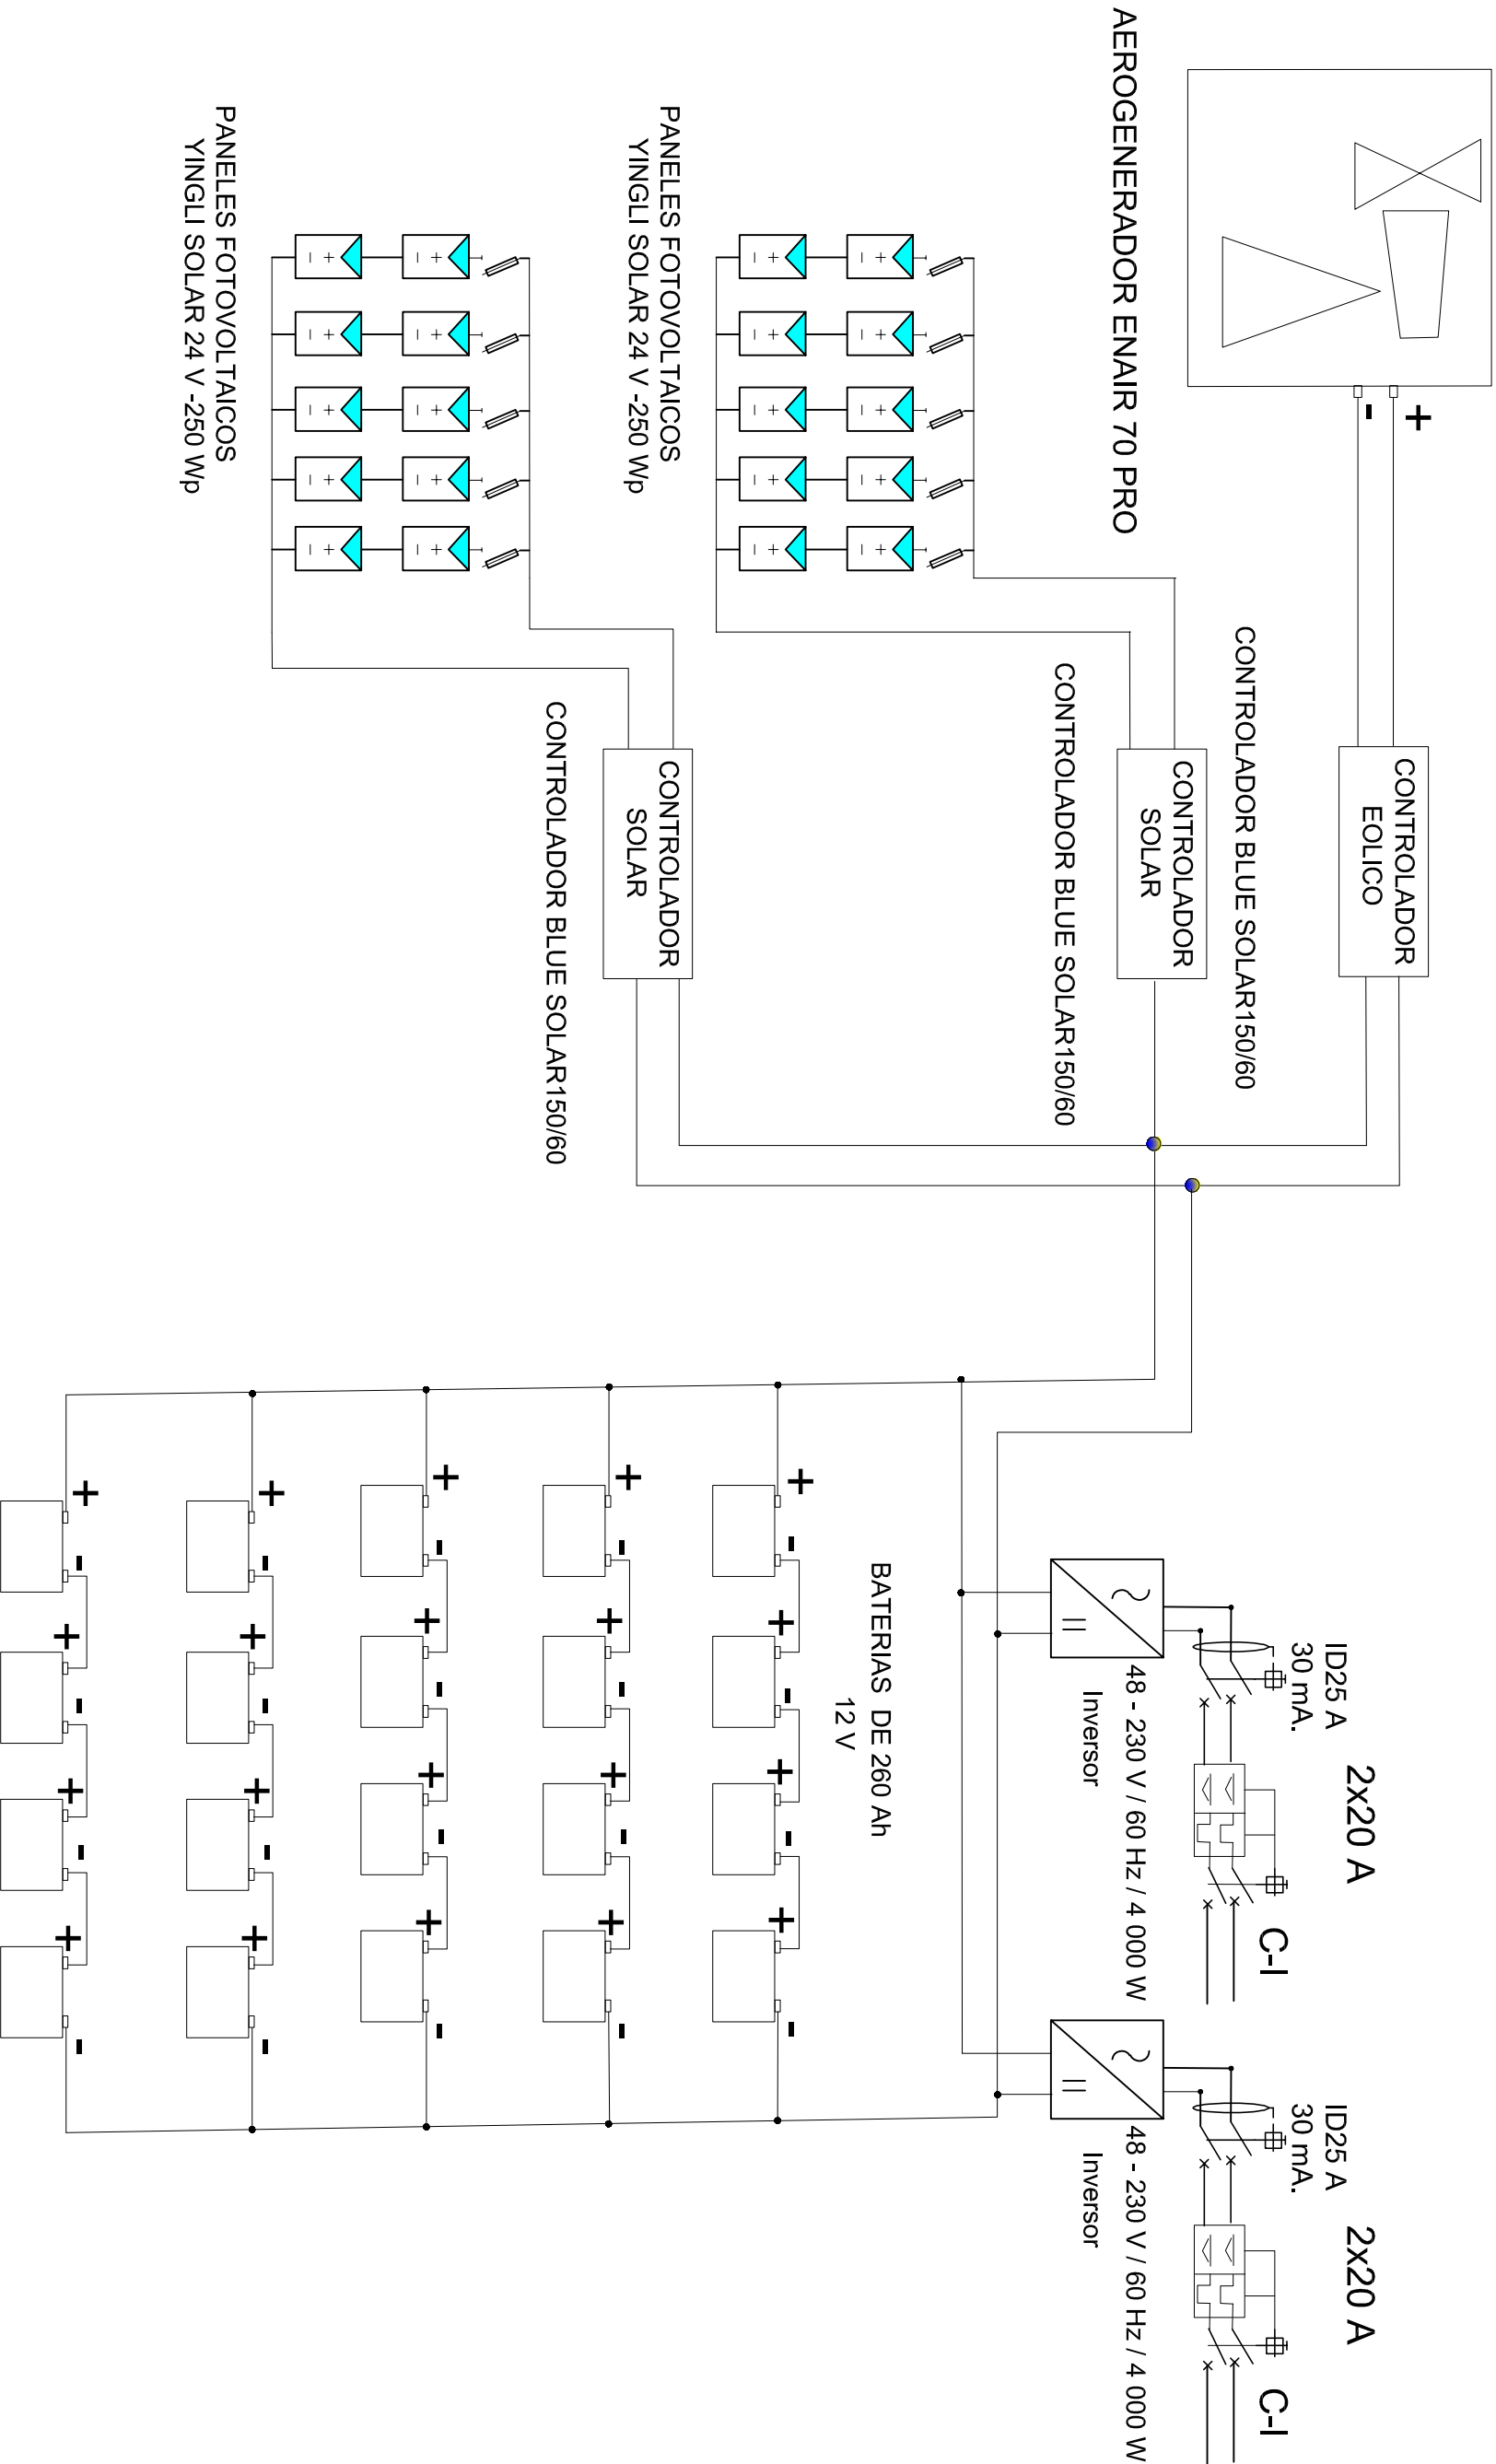 AEROGENERADOR ENAIR 70 PRO
+
-
CONTROLADOR
EOLICO
CONTROLADOR BLUE SOLAR150/60
PANELES FOTOVOLTAICOS
YINGLI SOLAR 24 V -250 Wp
- +
- +
- +
- +
- +
- +
- +
- +
- +
- +
CONTROLADOR
SOLAR
CONTROLADOR BLUE SOLAR150/60
PANELES FOTOVOLTAICOS
YINGLI SOLAR 24 V -250 Wp
- +
- +
- +
- +
- +
- +
- +
- +
- +
- +
CONTROLADOR
SOLAR
CONTROLADOR BLUE SOLAR150/60
ID25 A
30 mA.
2x20 A
C-I
48 - 230 V / 60 Hz / 4 000 W
Inversor
ID25 A
30 mA.
2x20 A
C-I
48 - 230 V / 60 Hz / 4 000 W
Inversor
BATERIAS DE 260 Ah
12 V
+ - + - + - + -
+ - + - + - + -
+ - + - + - + -
+ - + - + - + -
+ - + - + - + -